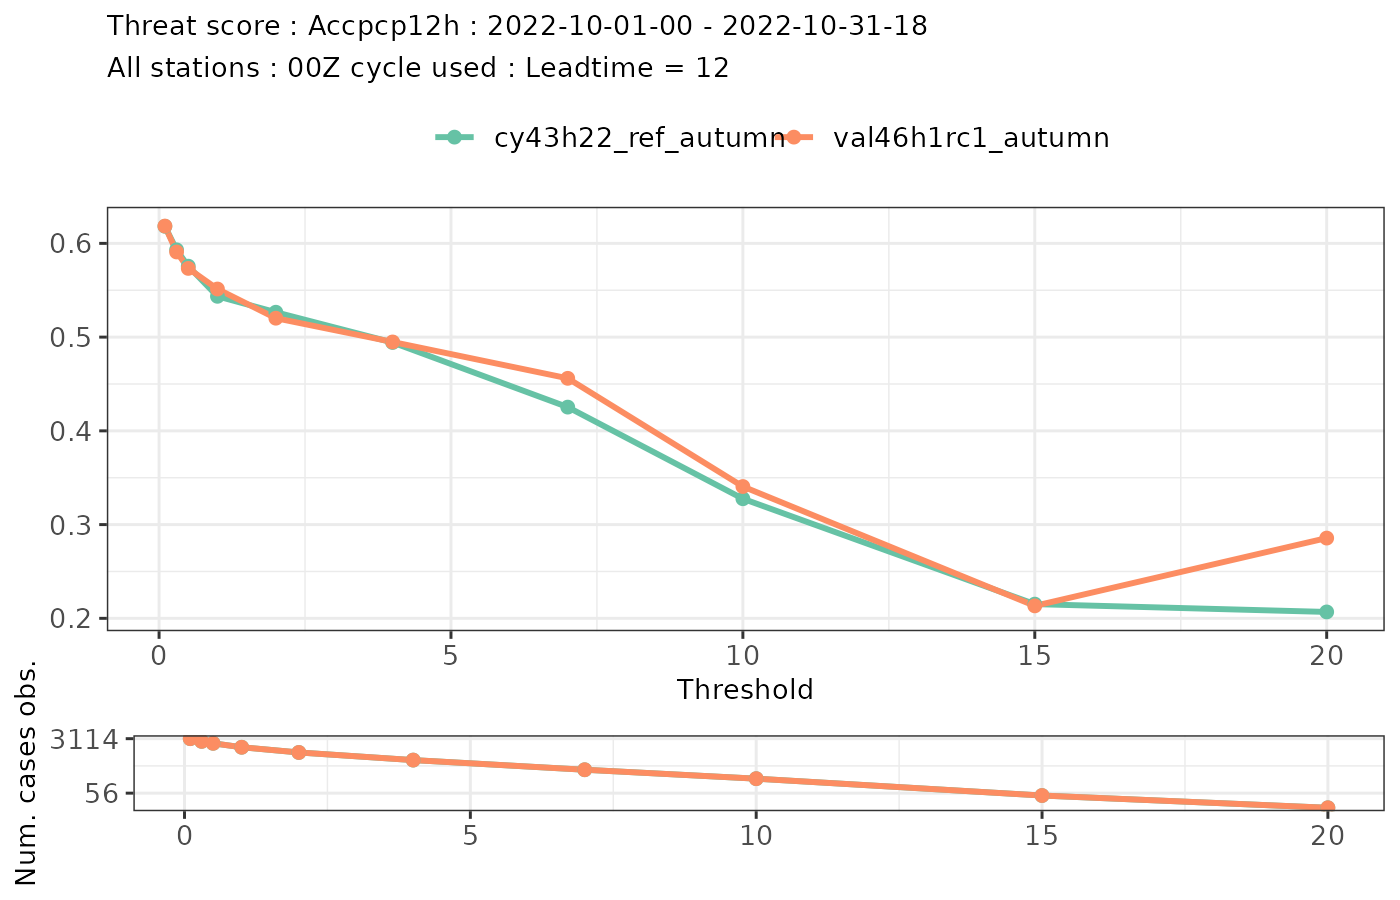 Threat score : Accpcp12h : 2022-10-01-00 - 2022-10-31-18
All stations : 00Z cycle used : Leadtime = 12
cy43h22_ref_autumn val46h1rc1_autumn
0.6
0.5
0.4
0.3
0.2
0 5 10 15 20
Threshold
Num. cases obs.
3114
56
0 5 10 15 20